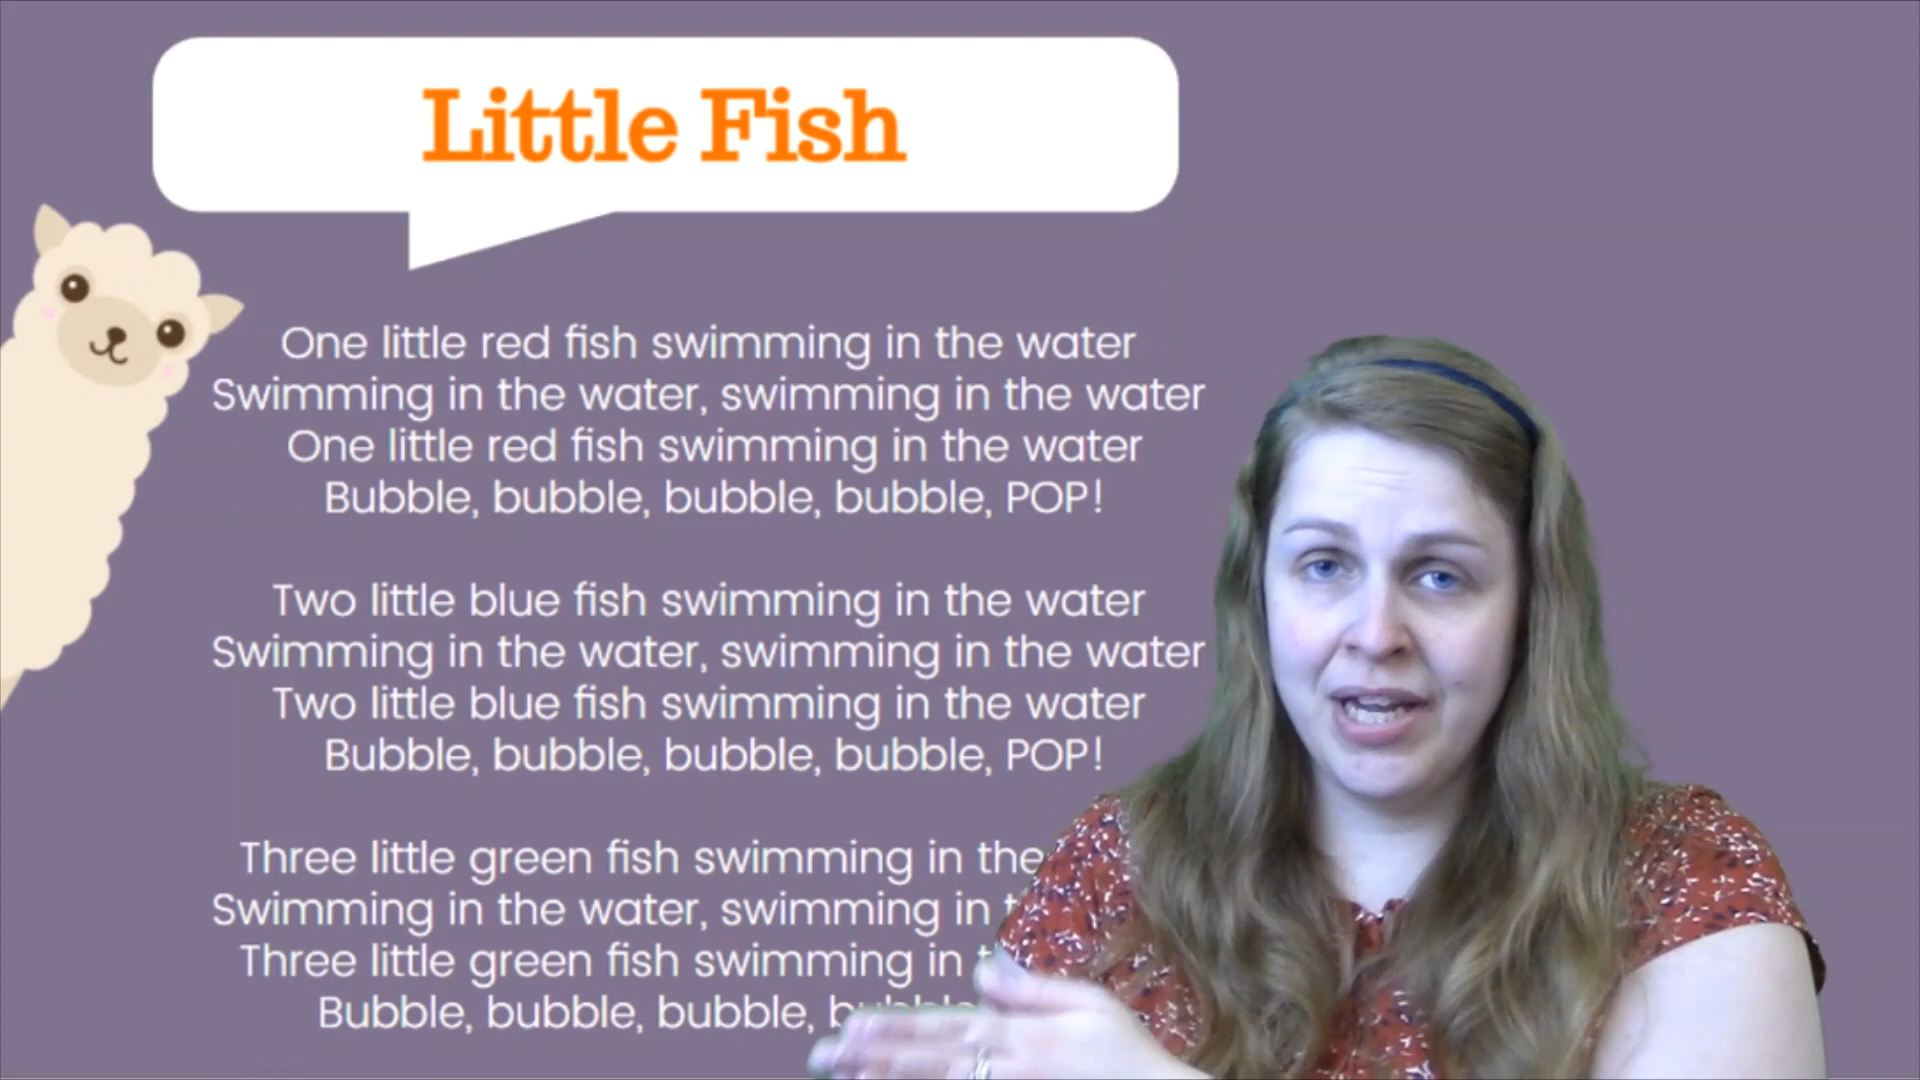 Little Fish
One little red fish swimming in the water
Swimming in the water, swimming in the water
One little red fish swimming in the water
Bubble, bubble, bubble, bubble, POP!
Two little blue fish swimming in the water
Swimming in the water, swimming in the water
Two little blue fish swimming in the water
Bubble, bubble, bubble, bubble, POP!
Three little green fish swimming in the
Swimming in the water, swimming in
Three little green fish swimming in
Bubble, bubble, bubble,